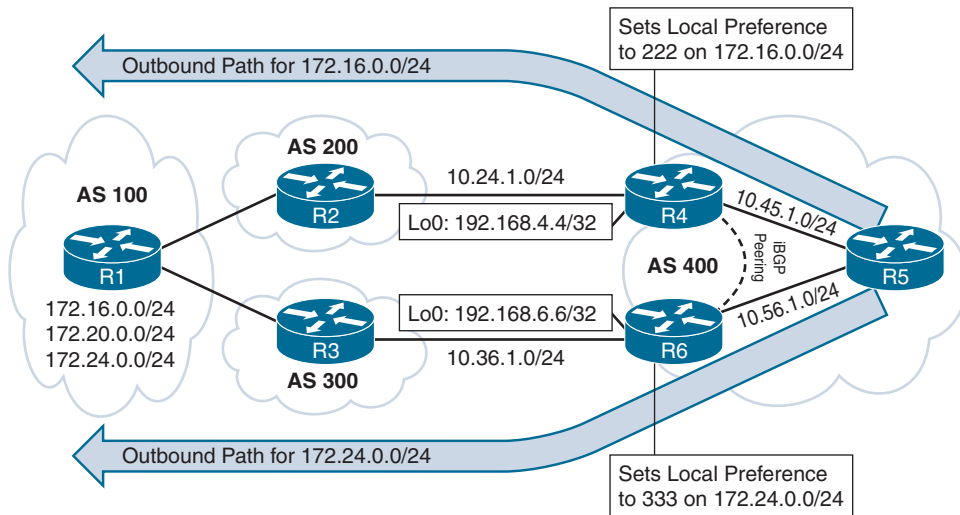 Sets Local Preference
to 222 on 172.16.0.0/24
Outbound Path for 172.16.0.0/24
AS 200
AS 100
10.24.1.0/24
R2
R4
10.45.1.0/24
Lo0: 192.168.4.4/32
R1
iBGP
Peering
AS 400
R5
172.16.0.0/24
172.20.0.0/24
172.24.0.0/24
Lo0: 192.168.6.6/32
10.56.1.0/24
R3
R6
10.36.1.0/24
AS 300
Outbound Path for 172.24.0.0/24
Sets Local Preference
to 333 on 172.24.0.0/24